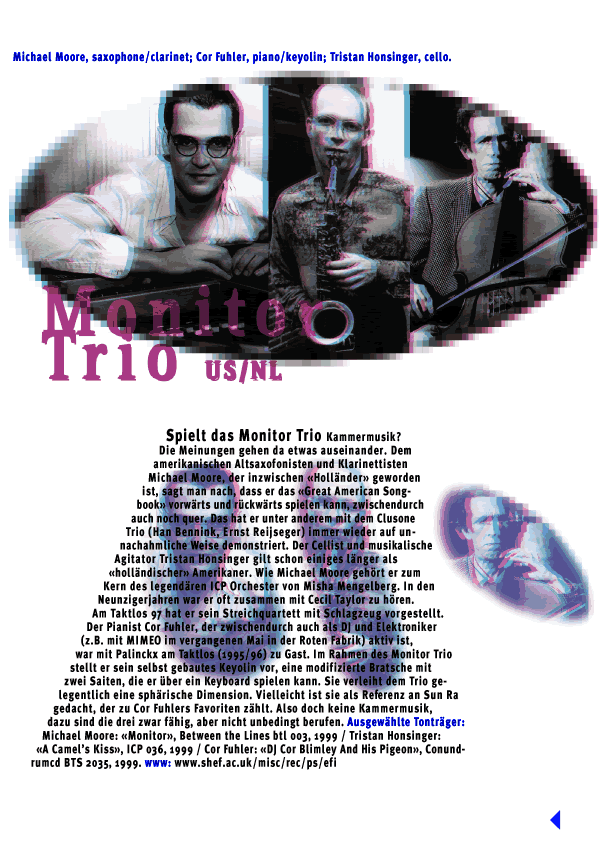 Michael Moore, saxophone/clarinet; Cor Fuhler, piano/keyolin; Tristan Honsinger, cello.
Monitor
Trio US/NL
Spielt das Monitor Trio Kammermusik?
Die Meinungen gehen da etwas auseinander. Dem
amerikanischen Altsaxofonisten und Klarinettisten
Michael Moore, der inzwischen «Holländer» geworden
ist, sagt man nach, dass er das «Great American Song-
book» vorwärts und rückwärts spielen kann, zwischendurch
auch noch quer. Das hat er unter anderem mit dem Clusone
Trio (Han Bennink, Ernst Reijseger) immer wieder auf un-
nachahmliche Weise demonstriert. Der Cellist und musikalische
Agitator Tristan Honsinger gilt schon einiges länger als
«holländischer» Amerikaner. Wie Michael Moore gehört er zum
Kern des legendären ICP Orchester von Misha Mengelberg. In den
Neunzigerjahren war er oft zusammen mit Cecil Taylor zu hören.
Am Taktlos 97 hat er sein Streichquartett mit Schlagzeug vorgestellt.
Der Pianist Cor Fuhler, der zwischendurch auch als DJ und Elektroniker
(z.B. mit MIMEO im vergangenen Mai in der Roten Fabrik) aktiv ist,
war mit Palinckx am Taktlos (1995/96) zu Gast. Im Rahmen des Monitor Trio
stellt er sein selbst gebautes Keyolin vor, eine modifizierte Bratsche mit
zwei Saiten, die er über ein Keyboard spielen kann. Sie verleiht dem Trio ge-
legentlich eine sphärische Dimension. Vielleicht ist sie als Referenz an Sun Ra
gedacht, der zu Cor Fuhlers Favoriten zählt. Also doch keine Kammermusik,
dazu sind die drei zwar fähig, aber nicht unbedingt berufen. Ausgewählte Tonträger:
Michael Moore: «Monitor», Between the Lines btl 003, 1999 / Tristan Honsinger:
«A Camel's Kiss», ICP 036, 1999 / Cor Fuhler: «DJ Cor Blimley And His Pigeon», Conund-
rumcd BTS 2035, 1999. www: www.shef.ac.uk/misc/rec/ps/efi